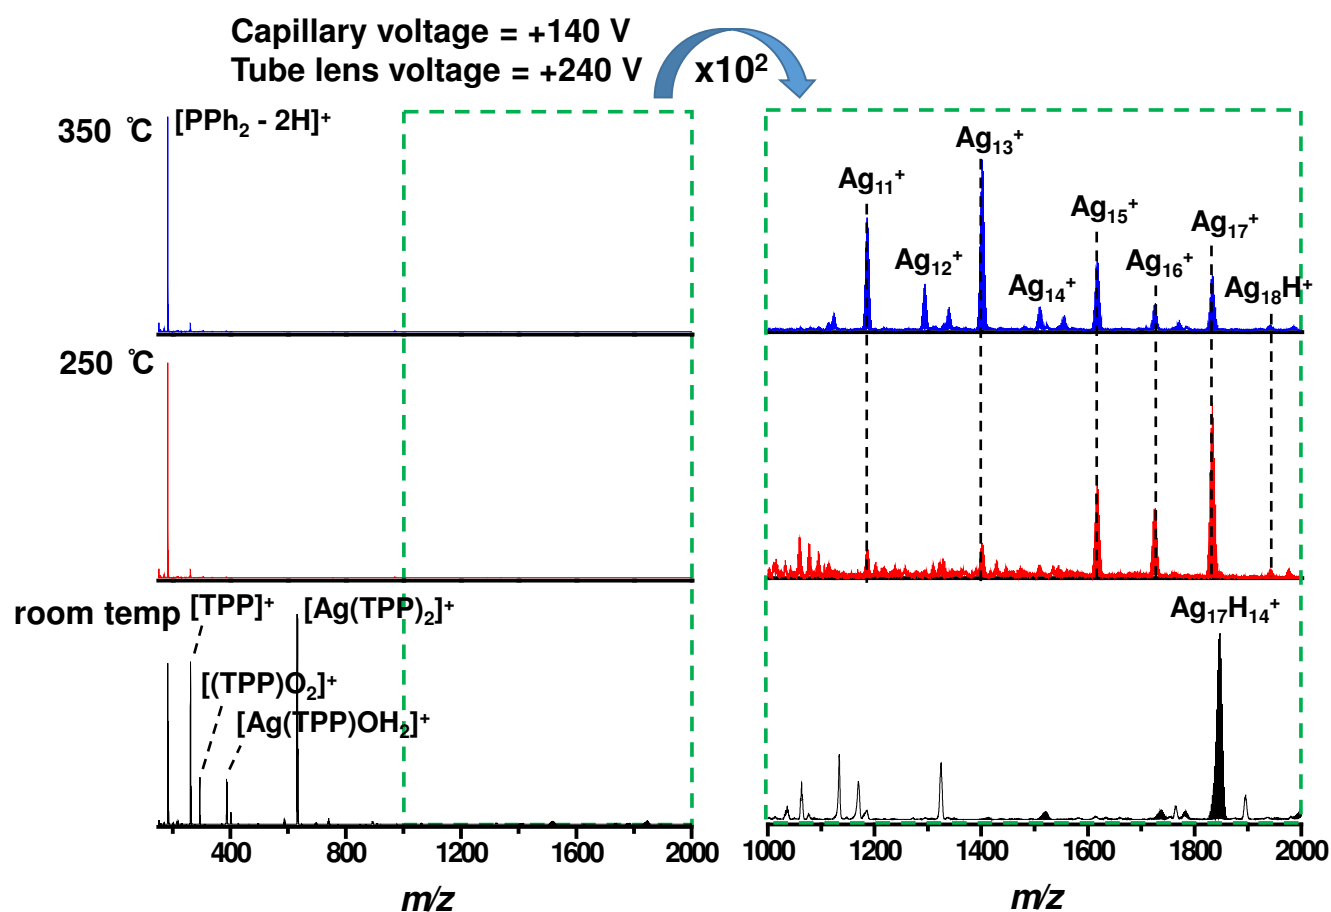 Capillary voltage = +140 V
Tube lens voltage = +240 V
x10²
350 ℃
[PPh₂ - 2H]⁺
Ag₁₁⁺
Ag₁₂⁺
Ag₁₃⁺
Ag₁₄⁺
Ag₁₅⁺
Ag₁₆⁺
Ag₁₇⁺
Ag₁₈H⁺
250 ℃
room temp
[TPP]⁺
[(TPP)O₂]⁺
[Ag(TPP)OH₂]⁺
[Ag(TPP)₂]⁺
Ag₁₇H₁₄⁺
400 800 1200 1600 2000
m/z
1000 1200 1400 1600 1800 2000
m/z